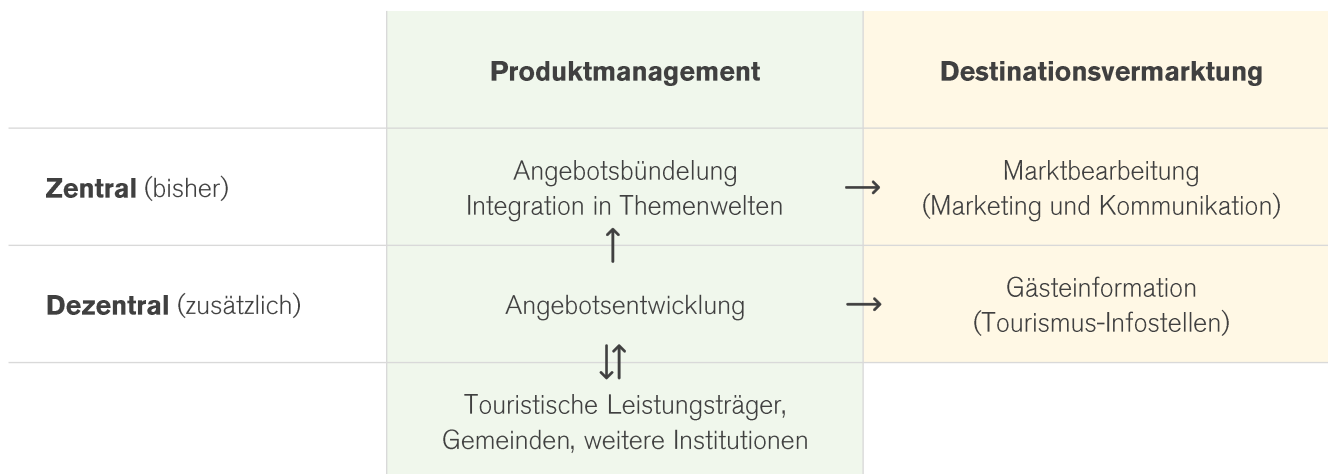 Produktmanagement
Destinationsvermarktung
Zentral (bisher)
Angebotsbündelung
Integration in Themenwelten
Marktbearbeitung
(Marketing und Kommunikation)
Dezentral (zusätzlich)
Angebotsentwicklung
Gästeinformation
(Tourismus-Infostellen)
Touristische Leistungsträger,
Gemeinden, weitere Institutionen